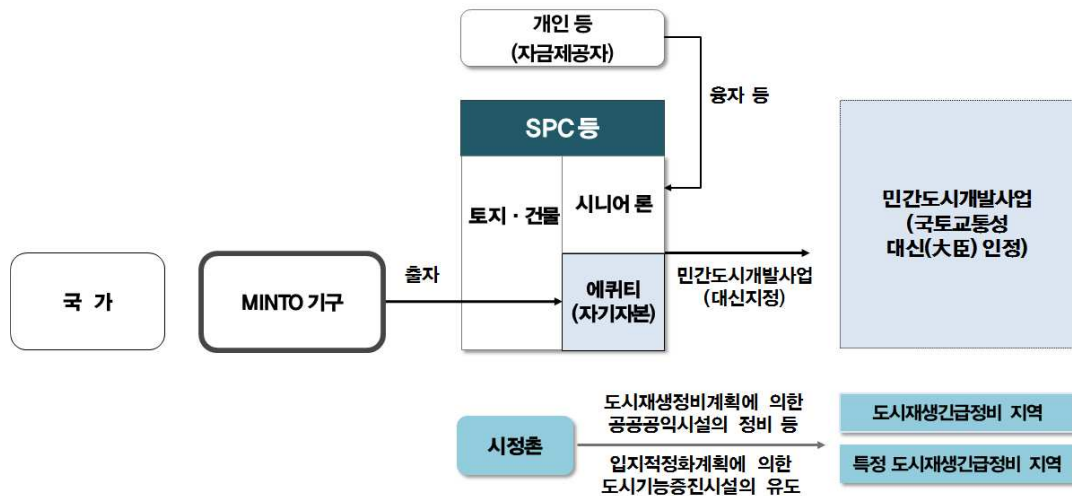 개인 등
(자금제공자)
융자 등
SPC 등
토지 · 건물
시니어 론
에쿼티
(자기자본)
국 가
MINTO 기구
출자
민간도시개발사업
(대신지정)
민간도시개발사업
(국토교통성
대신(大臣) 인정)
시정촌
도시재생정비계획에 의한
공공공익시설의 정비 등
입지적정화계획에 의한
도시기능증진시설의 유도
도시재생긴급정비 지역
특정 도시재생긴급정비 지역